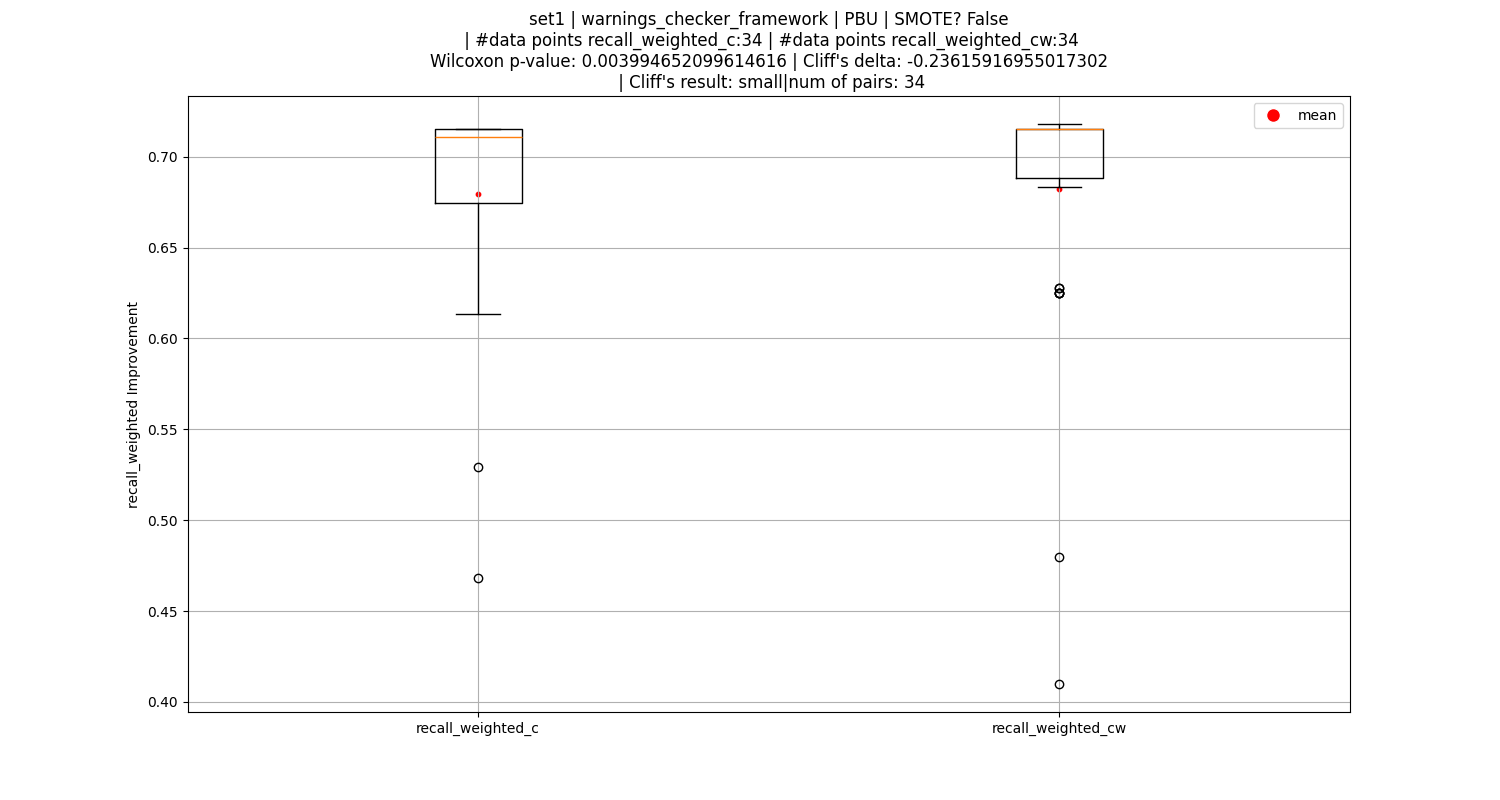 set1 | warnings_checker_framework | PBU | SMOTE? False
| #data points recall_weighted_c:34 | #data points recall_weighted_cw:34
Wilcoxon p-value: 0.003994652099614616 | Cliff's delta: -0.23615916955017302
| Cliff's result: small|num of pairs: 34
mean
0.70
0.65
0.60
0.55
0.50
0.45
0.40
recall_weighted Improvement
recall_weighted_c
recall_weighted_cw